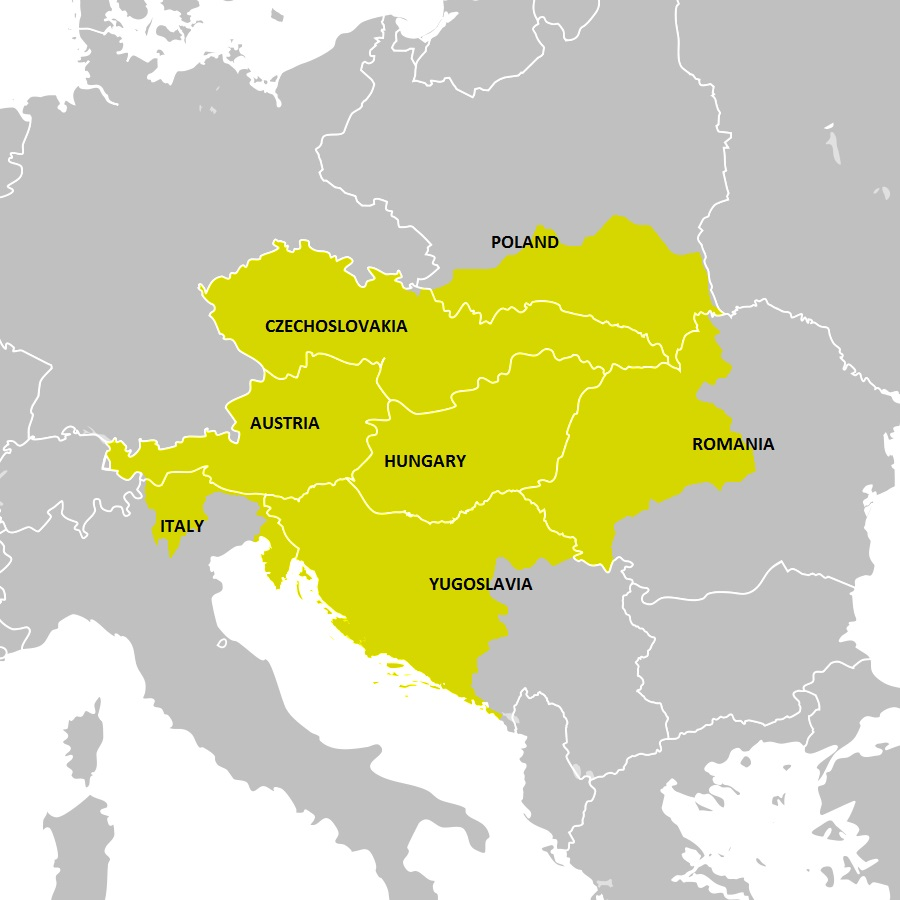 POLAND
CZECHOSLOVAKIA
AUSTRIA
ROMANIA
HUNGARY
ITALY
YUGOSLAVIA